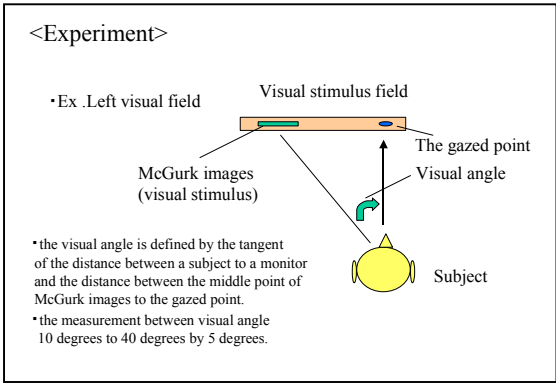 <Experiment>
・Ex .Left visual field
Visual stimulus field
The gazed point
McGurk images
(visual stimulus)
Visual angle
・the visual angle is defined by the tangent
of the distance between a subject to a monitor
and the distance between the middle point of
McGurk images to the gazed point.
・the measurement between visual angle
10 degrees to 40 degrees by 5 degrees.
Subject